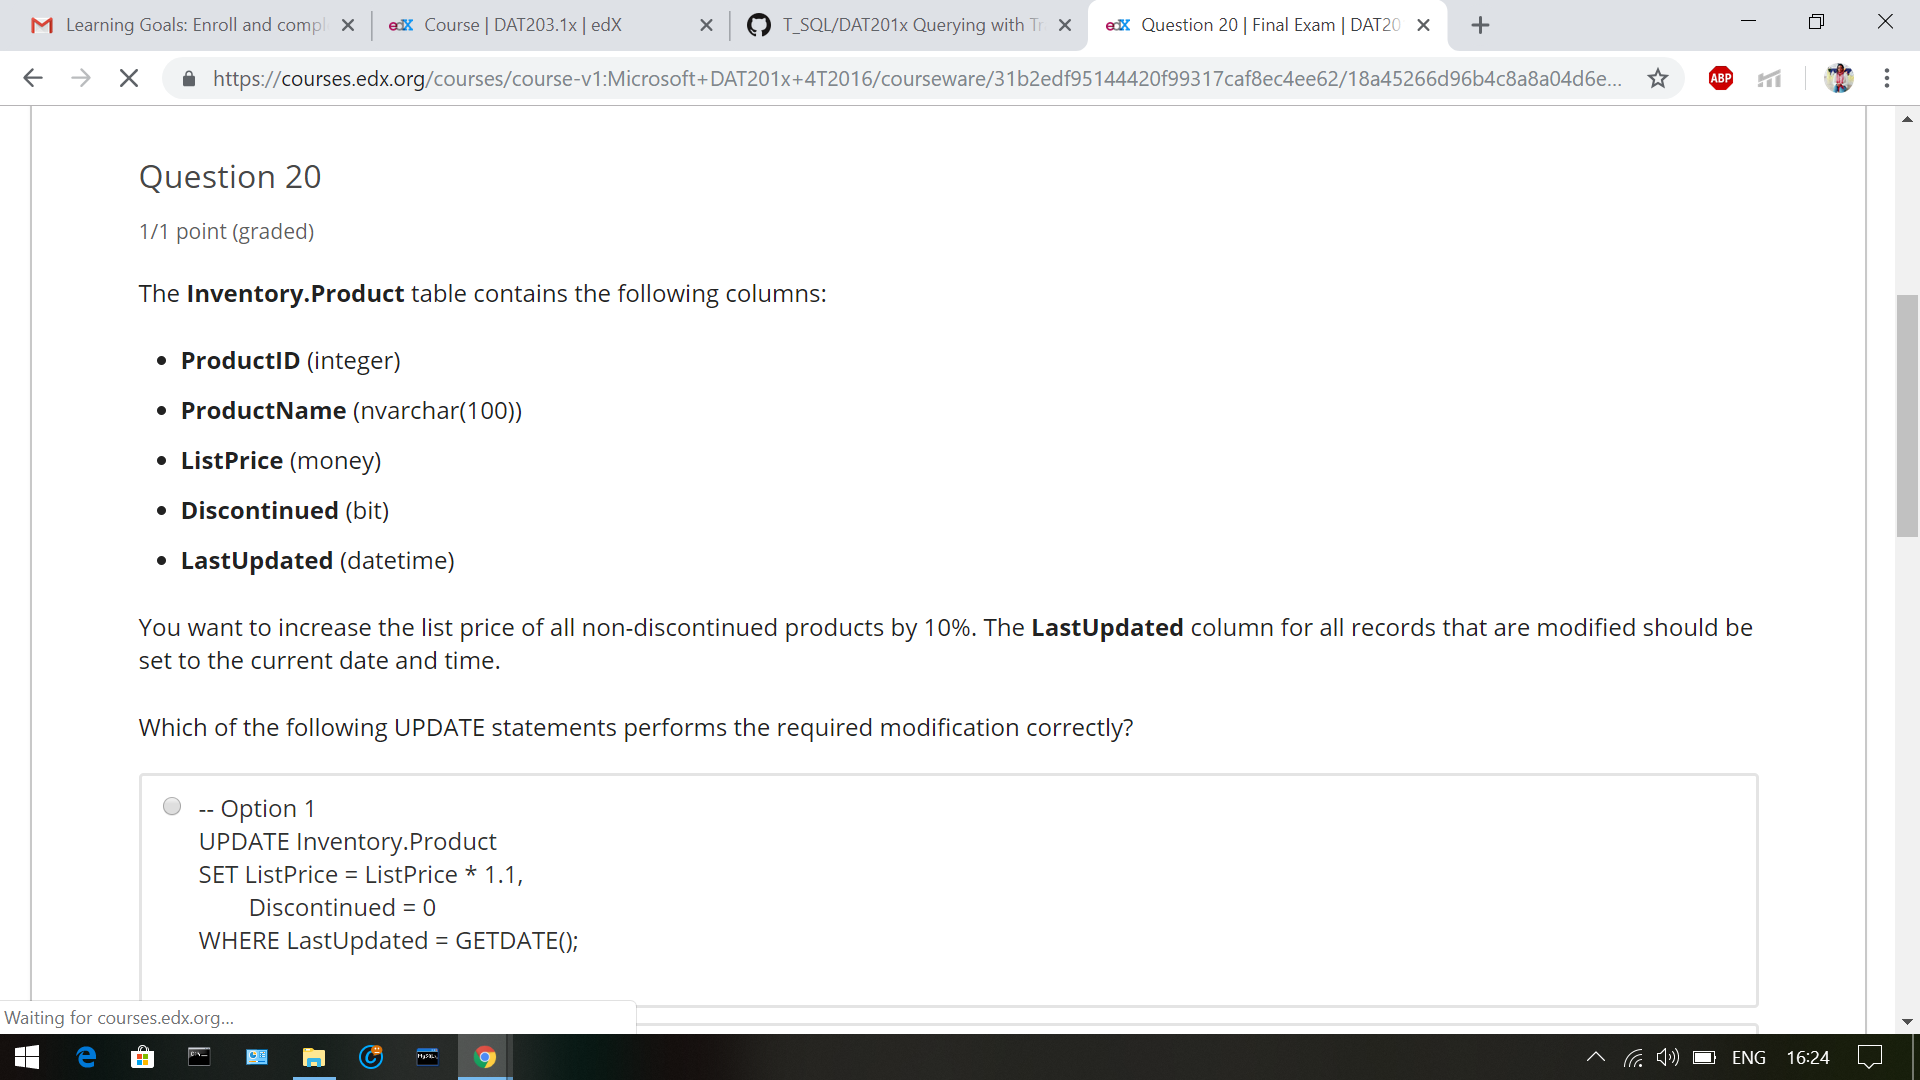 Learning Goals: Enroll and compl
edX Course | DAT203.1x | edX
T_SQL/DAT201x Querying with Tr
edX Question 20 | Final Exam | DAT20
https://courses.edx.org/courses/course-v1:Microsoft+DAT201x+4T2016/courseware/31b2edf95144420f99317caf8ec4ee62/18a45266d96b4c8a8a04d6e...
ABP
Question 20
1/1 point (graded)
The Inventory.Product table contains the following columns:
• ProductID (integer)
• ProductName (nvarchar(100))
• ListPrice (money)
• Discontinued (bit)
• LastUpdated (datetime)
You want to increase the list price of all non-discontinued products by 10%. The LastUpdated column for all records that are modified should be
set to the current date and time.
Which of the following UPDATE statements performs the required modification correctly?
-- Option 1
UPDATE Inventory.Product
SET ListPrice = ListPrice * 1.1,
Discontinued = 0
WHERE LastUpdated = GETDATE();
Waiting for courses.edx.org...
ENG 16:24